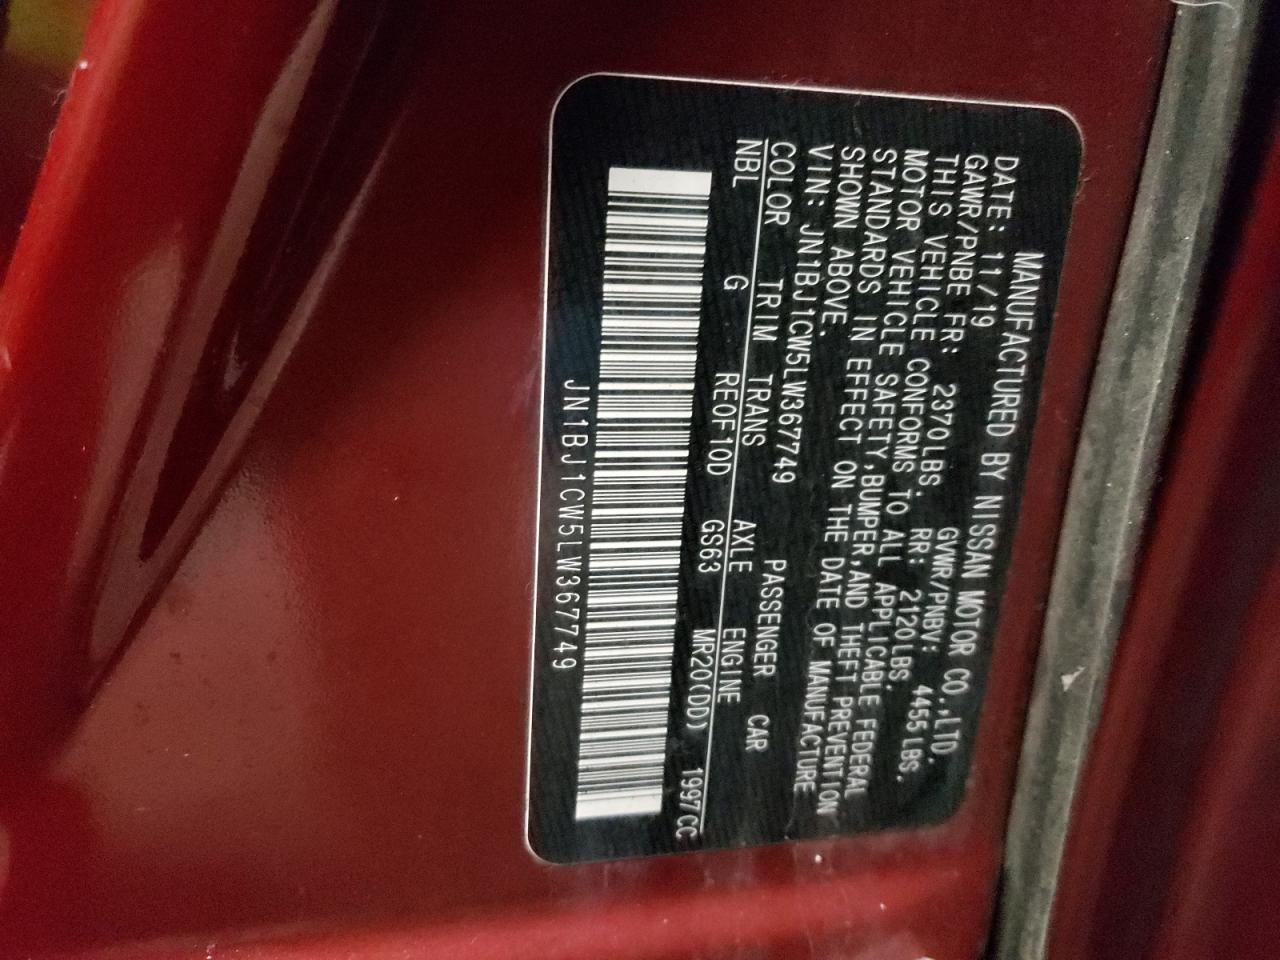 MANUFACTURED BY NISSAN MOTOR CO.,LTD.
DATE: 11/19 GVWR/PNBV: 4455LBS.
GAWR/PNBE FR: 2370LBS. RR: 2120LBS.
THIS VEHICLE CONFORMS TO ALL APPLICABLE FEDERAL
MOTOR VEHICLE SAFETY,BUMPER,AND THEFT PREVENTION
STANDARDS IN EFFECT ON THE DATE OF MANUFACTURE
SHOWN ABOVE.
VIN: JN1BJ1CW5LW367749 PASSENGER CAR
COLOR TRIM TRANS AXLE ENGINE
NBL G RE0F10D GS63 MR20(DD) 1997CC
JN1BJ1CW5LW367749